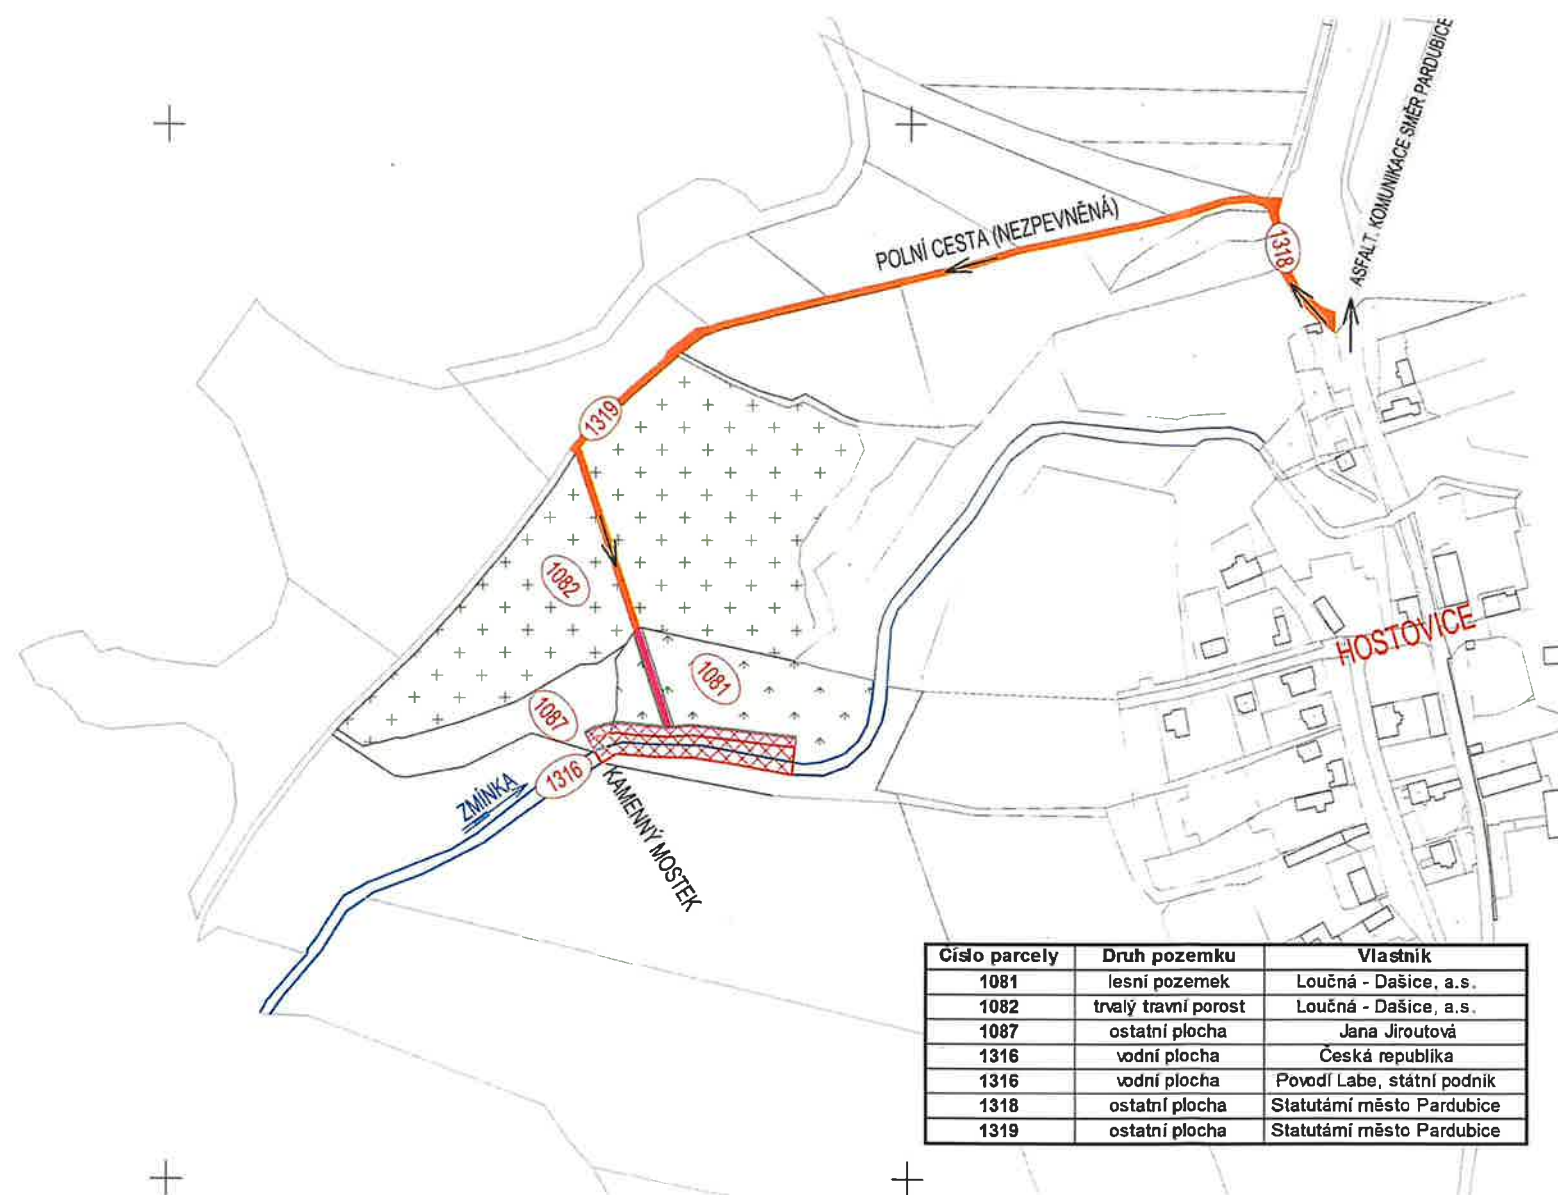 ASFALT. KOMUNIKACE SMĚR PARDUBICE
POLNÍ CESTA (NEZPEVNĚNÁ)
1318
1319
1082
1081
1087
1316
ZMÍNKA
KAMENNÝ MOSTEK
HOSTOVICE
Číslo parcely Druh pozemku Vlastník
1081 lesní pozemek Loučná - Dašice, a.s.
1082 trvalý travní porost Loučná - Dašice, a.s.
1087 ostatní plocha Jana Jiroutová
1316 vodní plocha Česká republika
1316 vodní plocha Povodí Labe, státní podnik
1318 ostatní plocha Statutární město Pardubice
1319 ostatní plocha Statutární město Pardubice